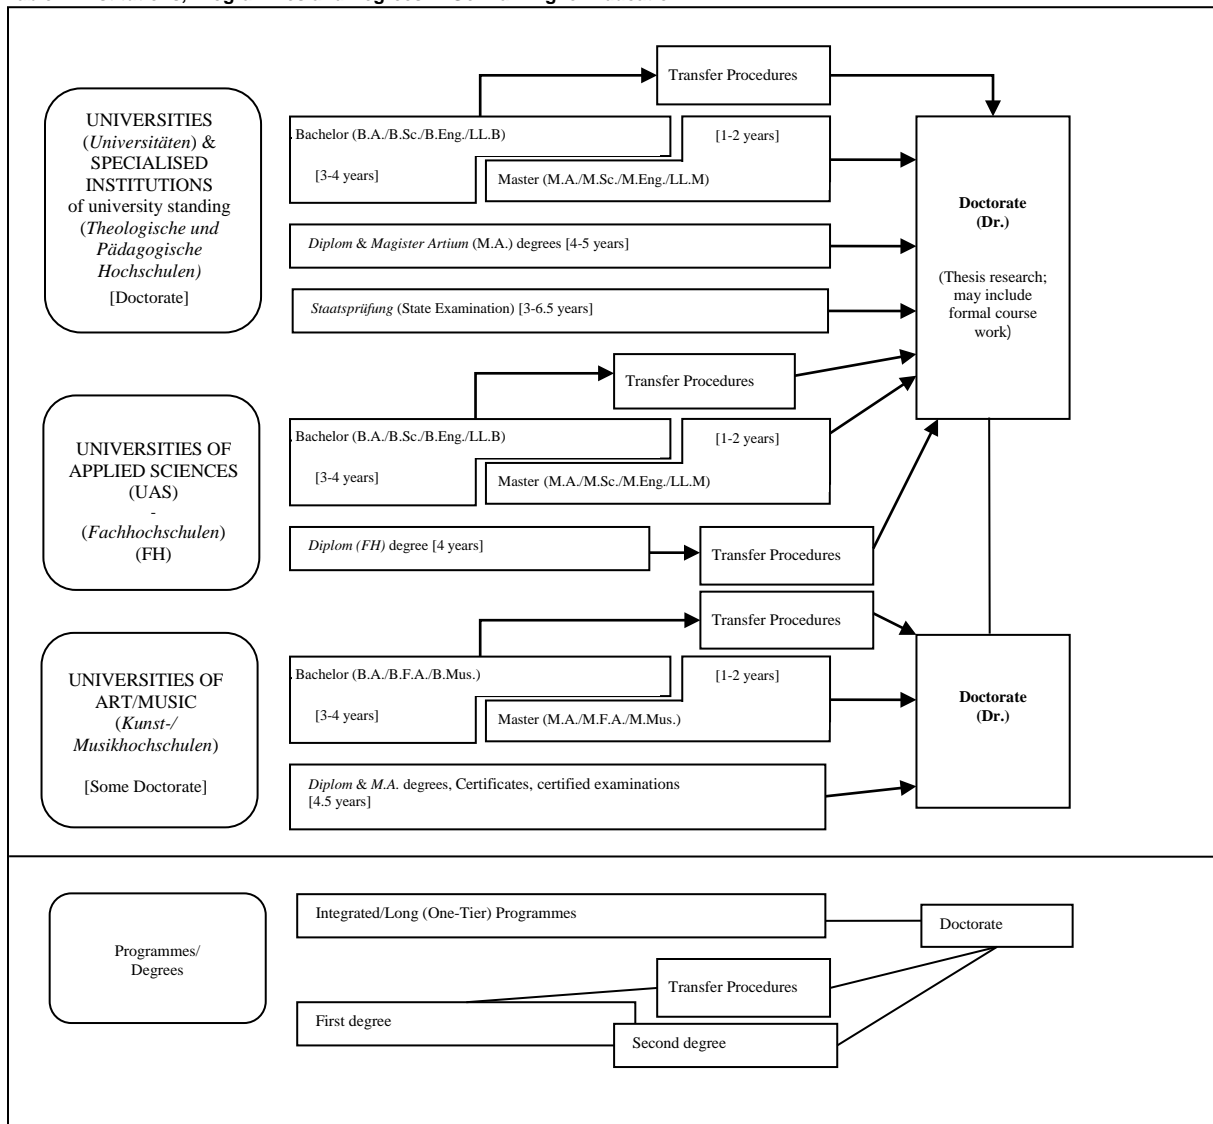 Transfer Procedures
UNIVERSITIES
(Universitäten) &
SPECIALISED
INSTITUTIONS
of university standing
(Theologische und
Pädagogische
Hochschulen)
[Doctorate]
. Bachelor (B.A./B.Sc./B.Eng./LL.B)
[3-4 years]
[1-2 years]
Master (M.A./M.Sc./M.Eng./LL.M)
Diplom & Magister Artium (M.A.) degrees [4-5 years]
Staatsprüfung (State Examination) [3-6.5 years]
Doctorate
(Dr.)
(Thesis research;
may include
formal course
work)
Transfer Procedures
UNIVERSITIES OF
APPLIED SCIENCES
(UAS)
-
(Fachhochschulen)
(FH)
. Bachelor (B.A./B.Sc./B.Eng./LL.B)
[3-4 years]
[1-2 years]
Master (M.A./M.Sc./M.Eng./LL.M)
Diplom (FH) degree [4 years]
Transfer Procedures
Transfer Procedures
UNIVERSITIES OF
ART/MUSIC
(Kunst-/
Musikhochschulen)
[Some Doctorate]
. Bachelor (B.A./B.F.A./B.Mus.)
[3-4 years]
[1-2 years]
Master (M.A./M.F.A./M.Mus.)
Diplom & M.A. degrees, Certificates, certified examinations
[4.5 years]
Doctorate
(Dr.)
Programmes/
Degrees
Integrated/Long (One-Tier) Programmes
Doctorate
Transfer Procedures
First degree
Second degree